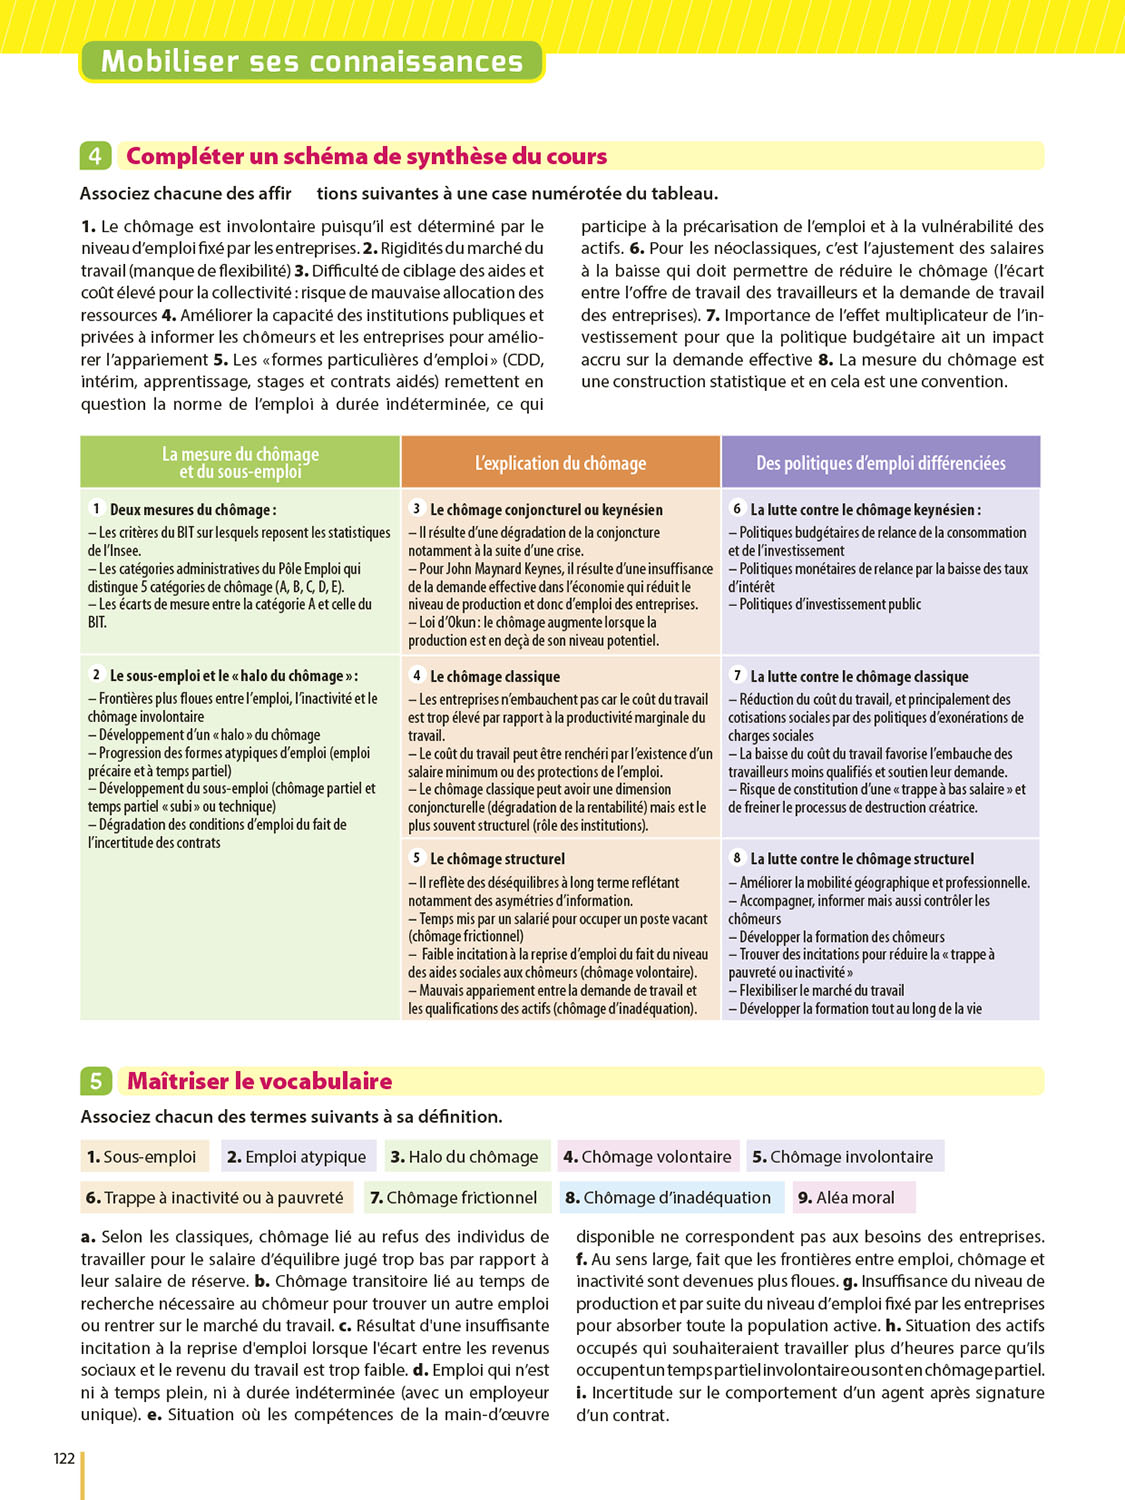 Mobiliser ses connaissances
4 Compléter un schéma de synthèse du cours
Associez chacune des affir tions suivantes à une case numérotée du tableau.
1. Le chômage est involontaire puisqu'il est déterminé par le
niveau d'emploi fixé par les entreprises. 2. Rigidités du marché du
travail (manque de flexibilité) 3. Difficulté de ciblage des aides et
coût élevé pour la collectivité : risque de mauvaise allocation des
ressources 4. Améliorer la capacité des institutions publiques et
privées à informer les chômeurs et les entreprises pour amélio-
rer l'appariement 5. Les « formes particulières d'emploi » (CDD,
intérim, apprentissage, stages et contrats aidés) remettent en
question la norme de l'emploi à durée indéterminée, ce qui
participe à la précarisation de l'emploi et à la vulnérabilité des
actifs. 6. Pour les néoclassiques, c'est l'ajustement des salaires
à la baisse qui doit permettre de réduire le chômage (l'écart
entre l'offre de travail des travailleurs et la demande de travail
des entreprises). 7. Importance de l'effet multiplicateur de l'in-
vestissement pour que la politique budgétaire ait un impact
accru sur la demande effective 8. La mesure du chômage est
une construction statistique et en cela est une convention.
La mesure du chômage
et du sous-emploi
1 Deux mesures du chômage :
– Les critères du BIT sur lesquels reposent les statistiques
de l'Insee.
– Les catégories administratives du Pôle Emploi qui
distingue 5 catégories de chômage (A, B, C, D, E).
– Les écarts de mesure entre la catégorie A et celle du
BIT.
2 Le sous-emploi et le « halo du chômage » :
– Frontières plus floues entre l'emploi, l'inactivité et le
chômage involontaire
– Développement d'un « halo » du chômage
– Progression des formes atypiques d'emploi (emploi
précaire et à temps partiel)
– Développement du sous-emploi (chômage partiel et
temps partiel « subi » ou technique)
– Dégradation des conditions d'emploi du fait de
l'incertitude des contrats
L'explication du chômage
3 Le chômage conjoncturel ou keynésien
– Il résulte d'une dégradation de la conjoncture
notamment à la suite d'une crise.
– Pour John Maynard Keynes, il résulte d'une insuffisance
de la demande effective dans l'économie qui réduit le
niveau de production et donc d'emploi des entreprises.
– Loi d'Okun : le chômage augmente lorsque la
production est en deçà de son niveau potentiel.
4 Le chômage classique
– Les entreprises n'embauchent pas car le coût du travail
est trop élevé par rapport à la productivité marginale du
travail.
– Le coût du travail peut être renchéri par l'existence d'un
salaire minimum ou des protections de l'emploi.
– Le chômage classique peut avoir une dimension
conjoncturelle (dégradation de la rentabilité) mais est le
plus souvent structurel (rôle des institutions).
5 Le chômage structurel
– Il reflète des déséquilibres à long terme reflétant
notamment des asymétries d'information.
– Temps mis par un salarié pour occuper un poste vacant
(chômage frictionnel)
– Faible incitation à la reprise d'emploi du fait du niveau
des aides sociales aux chômeurs (chômage volontaire).
– Mauvais appariement entre la demande de travail et
les qualifications des actifs (chômage d'inadéquation).
Des politiques d'emploi différenciées
6 La lutte contre le chômage keynésien :
– Politiques budgétaires de relance de la consommation
et de l'investissement
– Politiques monétaires de relance par la baisse des taux
d'intérêt
– Politiques d'investissement public
7 La lutte contre le chômage classique
– Réduction du coût du travail, et principalement des
cotisations sociales par des politiques d'exonérations de
charges sociales
– La baisse du coût du travail favorise l'embauche des
travailleurs moins qualifiés et soutien leur demande.
– Risque de constitution d'une « trappe à bas salaire » et
de freiner le processus de destruction créatrice.
8 La lutte contre le chômage structurel
– Améliorer la mobilité géographique et professionnelle.
– Accompagner, informer mais aussi contrôler les
chômeurs
– Développer la formation des chômeurs
– Trouver des incitations pour réduire la « trappe à
pauvreté ou inactivité »
– Flexibiliser le marché du travail
– Développer la formation tout au long de la vie
5 Maîtriser le vocabulaire
Associez chacun des termes suivants à sa définition.
1. Sous-emploi 2. Emploi atypique 3. Halo du chômage 4. Chômage volontaire 5. Chômage involontaire
6. Trappe à inactivité ou à pauvreté 7. Chômage frictionnel 8. Chômage d'inadéquation 9. Aléa moral
a. Selon les classiques, chômage lié au refus des individus de
travailler pour le salaire d'équilibre jugé trop bas par rapport à
leur salaire de réserve. b. Chômage transitoire lié au temps de
recherche nécessaire au chômeur pour trouver un autre emploi
ou rentrer sur le marché du travail. c. Résultat d'une insuffisante
incitation à la reprise d'emploi lorsque l'écart entre les revenus
sociaux et le revenu du travail est trop faible. d. Emploi qui n'est
ni à temps plein, ni à durée indéterminée (avec un employeur
unique). e. Situation où les compétences de la main-d'œuvre
disponible ne correspondent pas aux besoins des entreprises.
f. Au sens large, fait que les frontières entre emploi, chômage et
inactivité sont devenues plus floues. g. Insuffisance du niveau de
production et par suite du niveau d'emploi fixé par les entreprises
pour absorber toute la population active. h. Situation des actifs
occupés qui souhaiteraient travailler plus d'heures parce qu'ils
occupent un temps partiel involontaire ou sont en chômage partiel.
i. Incertitude sur le comportement d'un agent après signature
d'un contrat.
122